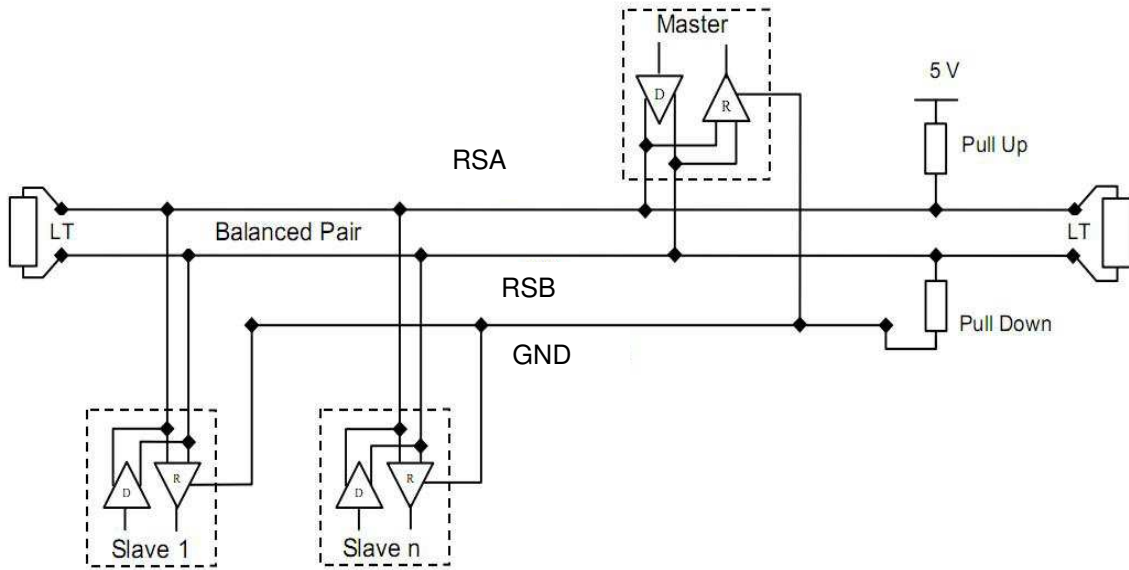 Master
D
R
5 V
Pull Up
RSA
LT
Balanced Pair
LT
RSB
Pull Down
GND
D
R
Slave 1
D
R
Slave n